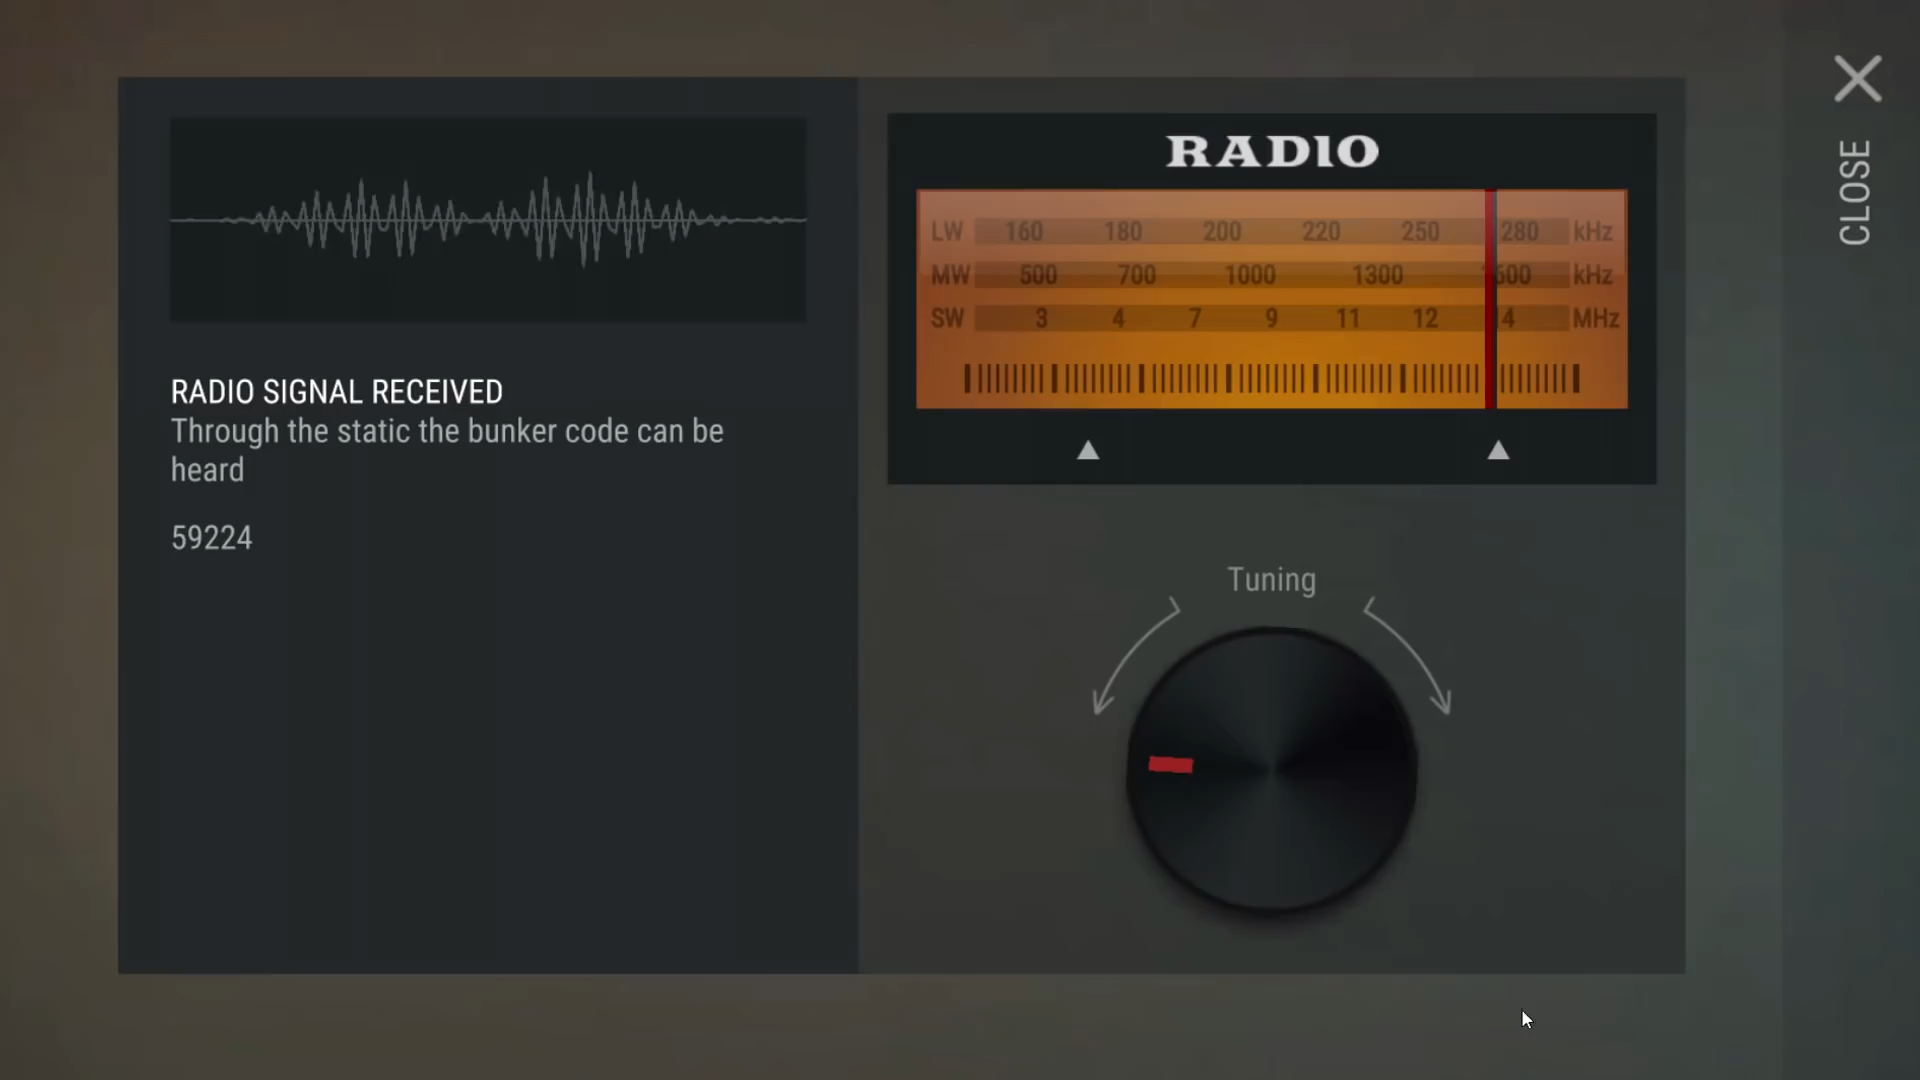 RADIO
LW 160 180 200 220 250 280 kHz
MW 500 700 1000 1300 1600 kHz
SW 3 4 7 9 11 12 14 MHz
RADIO SIGNAL RECEIVED
Through the static the bunker code can be
heard
59224
Tuning
CLOSE